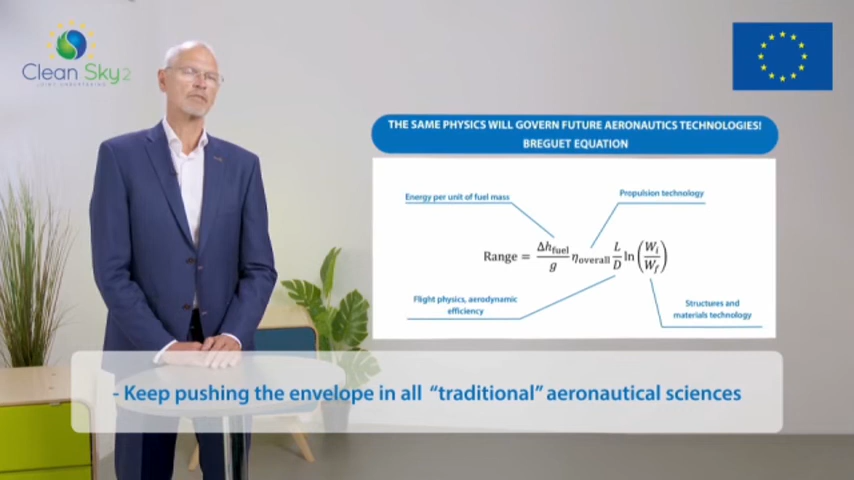 Clean Sky2
JOINT UNDERTAKING
THE SAME PHYSICS WILL GOVERN FUTURE AERONAUTICS TECHNOLOGIES!
BREGUET EQUATION
Energy per unit of fuel mass
Propulsion technology
Range = Δh_fuel/g η_overall L/D ln(W_i/W_f)
Flight physics, aerodynamic
efficiency
Structures and
materials technology
- Keep pushing the envelope in all “traditional” aeronautical sciences